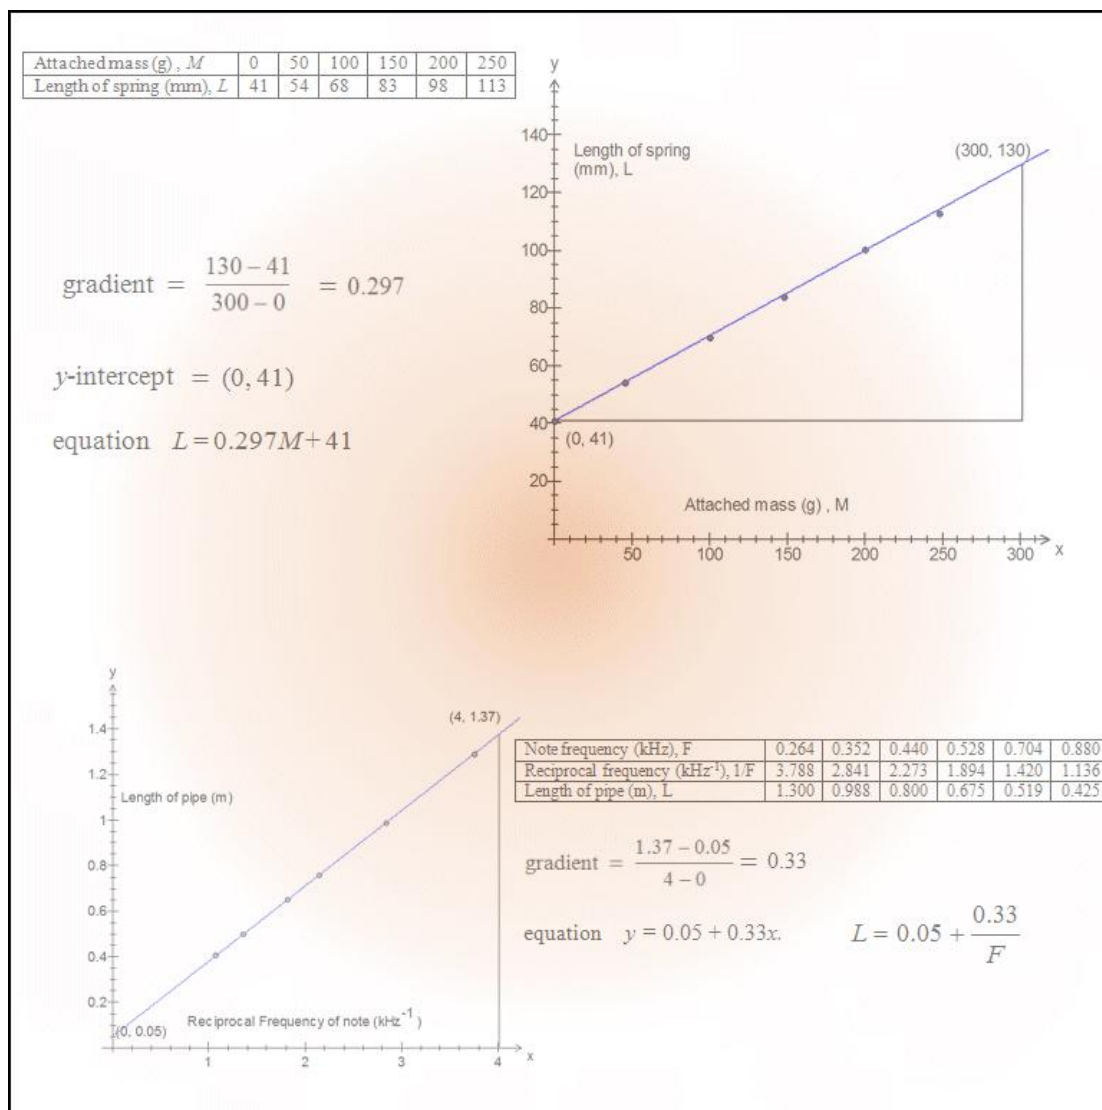 Attached mass (g) , M 0 50 100 150 200 250
Length of spring (mm), L 41 54 68 83 98 113
y
140
120
100
80
60
40
20
Length of spring
(mm), L
(300, 130)
(0, 41)
Attached mass (g) , M
50 100 150 200 250 300 x
gradient = (130 − 41)/(300 − 0) = 0.297
y-intercept = (0, 41)
equation L = 0.297M + 41
y
1.4
1.2
1
0.8
0.6
0.4
0.2
(4, 1.37)
Length of pipe (m)
(0, 0.05)
Reciprocal Frequency of note (kHz⁻¹)
1 2 3 4 x
Note frequency (kHz), F 0.264 0.352 0.440 0.528 0.704 0.880
Reciprocal frequency (kHz⁻¹), 1/F 3.788 2.841 2.273 1.894 1.420 1.136
Length of pipe (m), L 1.300 0.988 0.800 0.675 0.519 0.425
gradient = (1.37 − 0.05)/(4 − 0) = 0.33
equation y = 0.05 + 0.33x. L = 0.05 + 0.33/F